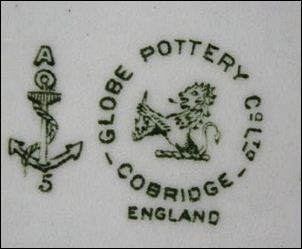 A
5
GLOBE POTTERY Co LTD
- COBRIDGE -
ENGLAND